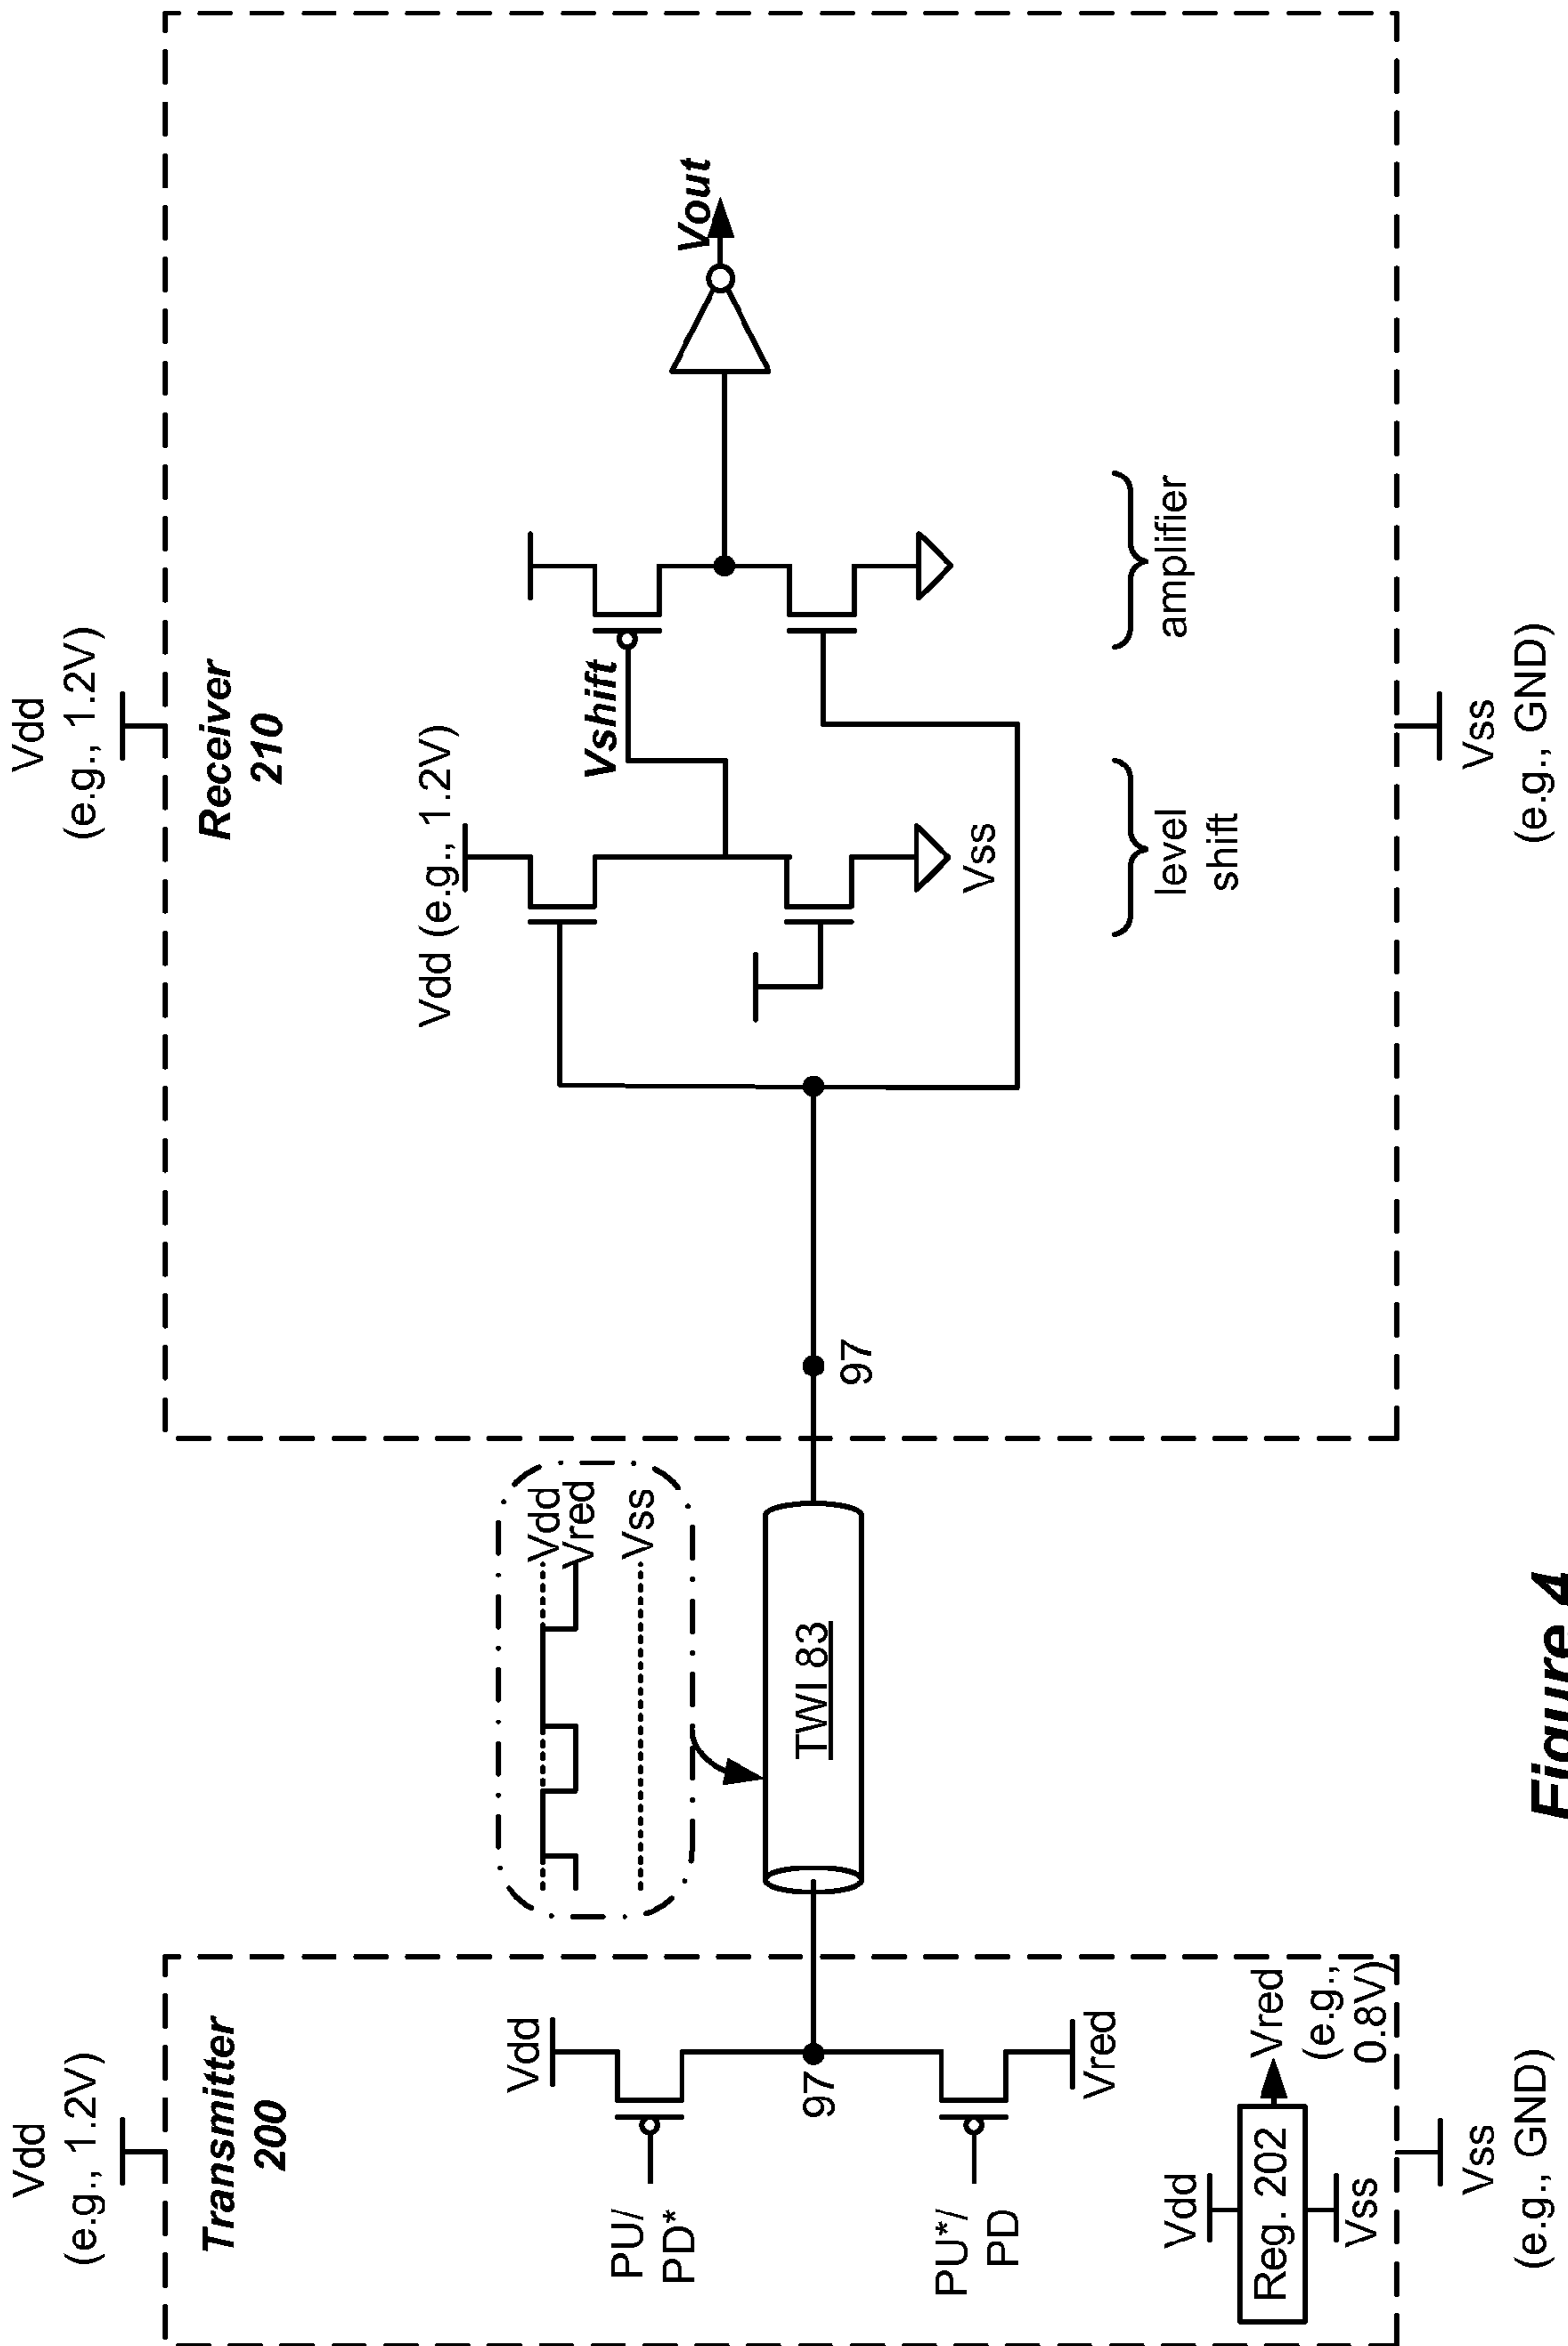 Vdd
(e.g., 1.2V)
Transmitter
200
PU/
PD*
Vdd
97
PU*/
PD
Vred
Vdd
Reg. 202
Vss
Vred
(e.g.,
0.8V)
Vss
(e.g., GND)
Vdd
Vred
Vss
TWI 83
Vdd
(e.g., 1.2V)
Receiver
210
97
Vdd (e.g., 1.2V)
Vshift
Vss
Vout
level
shift
amplifier
Vss
(e.g., GND)
Figure 4